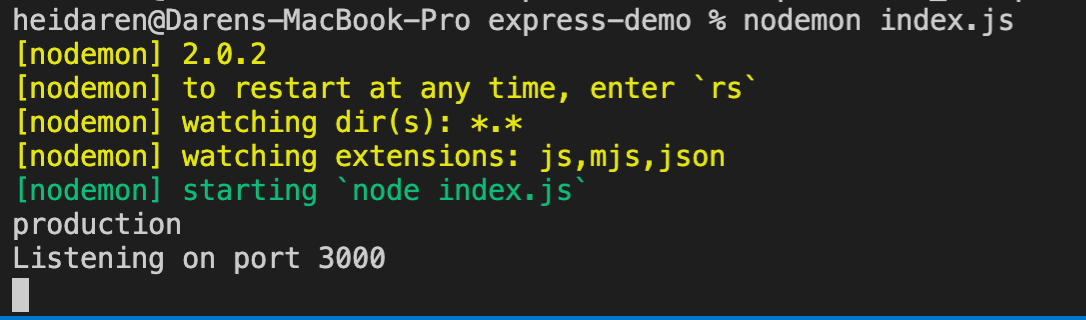 heidaren@Darens-MacBook-Pro express-demo % nodemon index.js
[nodemon] 2.0.2
[nodemon] to restart at any time, enter `rs`
[nodemon] watching dir(s): *.*
[nodemon] watching extensions: js,mjs,json
[nodemon] starting `node index.js`
production
Listening on port 3000